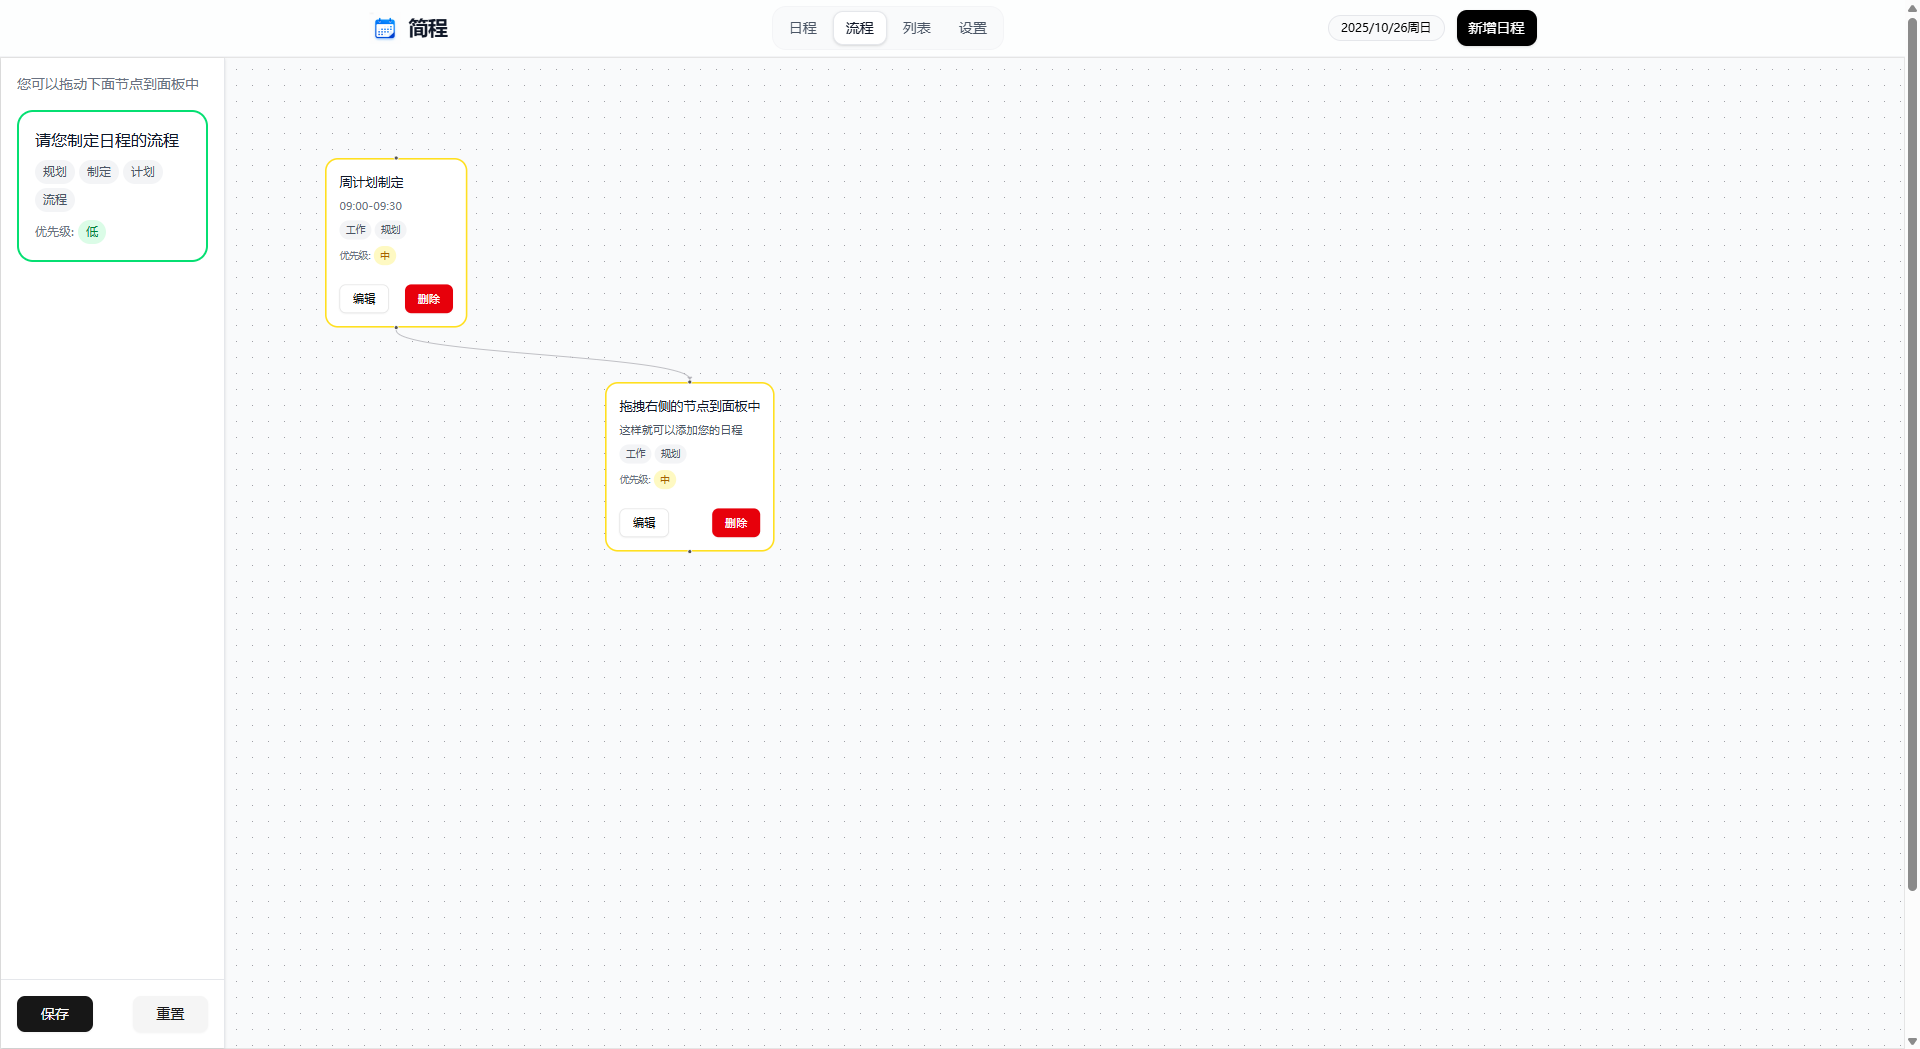 简程
日程 流程 列表 设置
2025/10/26周日 新增日程
您可以拖动下面节点到面板中
请您制定日程的流程
规划 制定 计划
流程
优先级: 低
周计划制定
09:00-09:30
工作 规划
优先级: 中
编辑 删除
拖拽右侧的节点到面板中
这样就可以添加您的日程
工作 规划
优先级: 中
编辑 删除
保存 重置